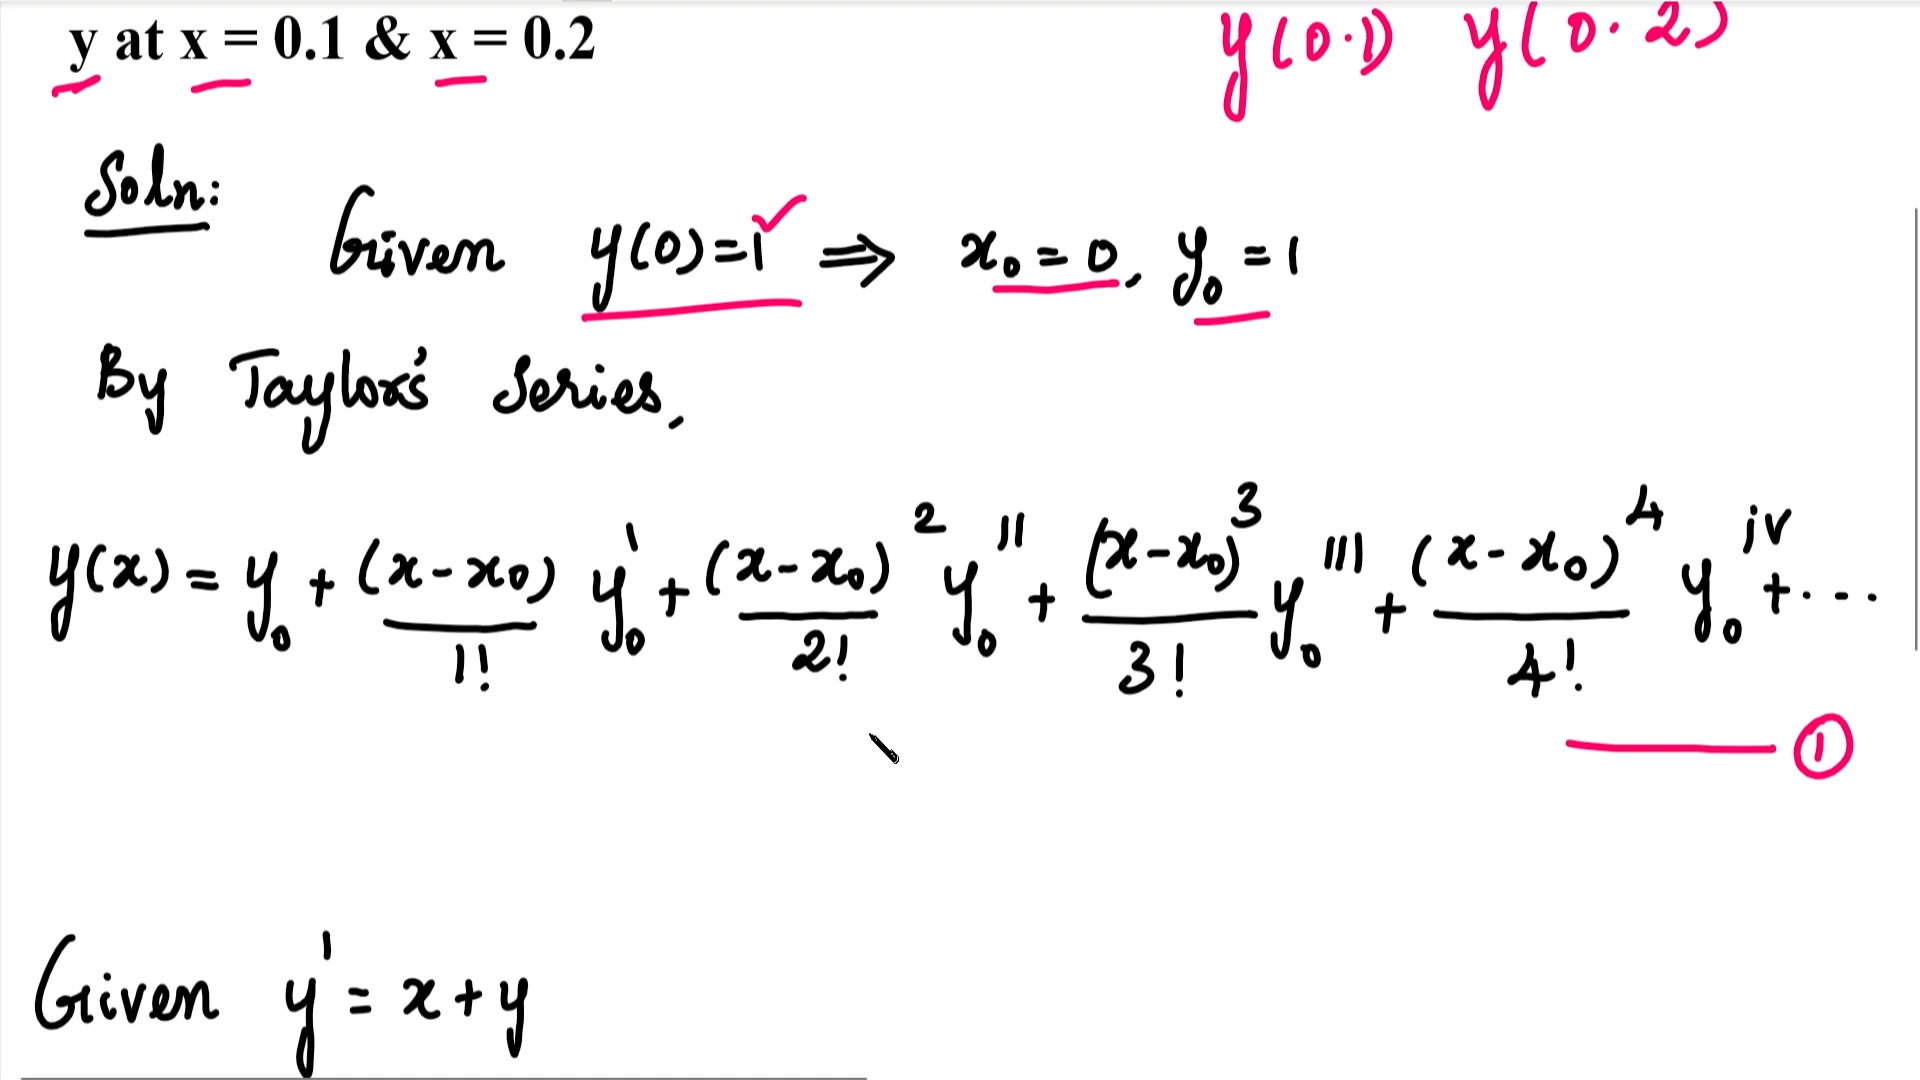 y at x = 0.1 & x = 0.2
y(0.1) y(0.2)
Soln:
Given y(0)=1 ⇒ x₀ = 0, y₀ = 1
By Taylor's Series,
y(x) = y₀ + (x-x₀)/1! y₀' + (x-x₀)²/2! y₀'' + (x-x₀)³/3! y₀''' + (x-x₀)⁴/4! y₀ⁱᵛ + ...
①
Given y' = x + y